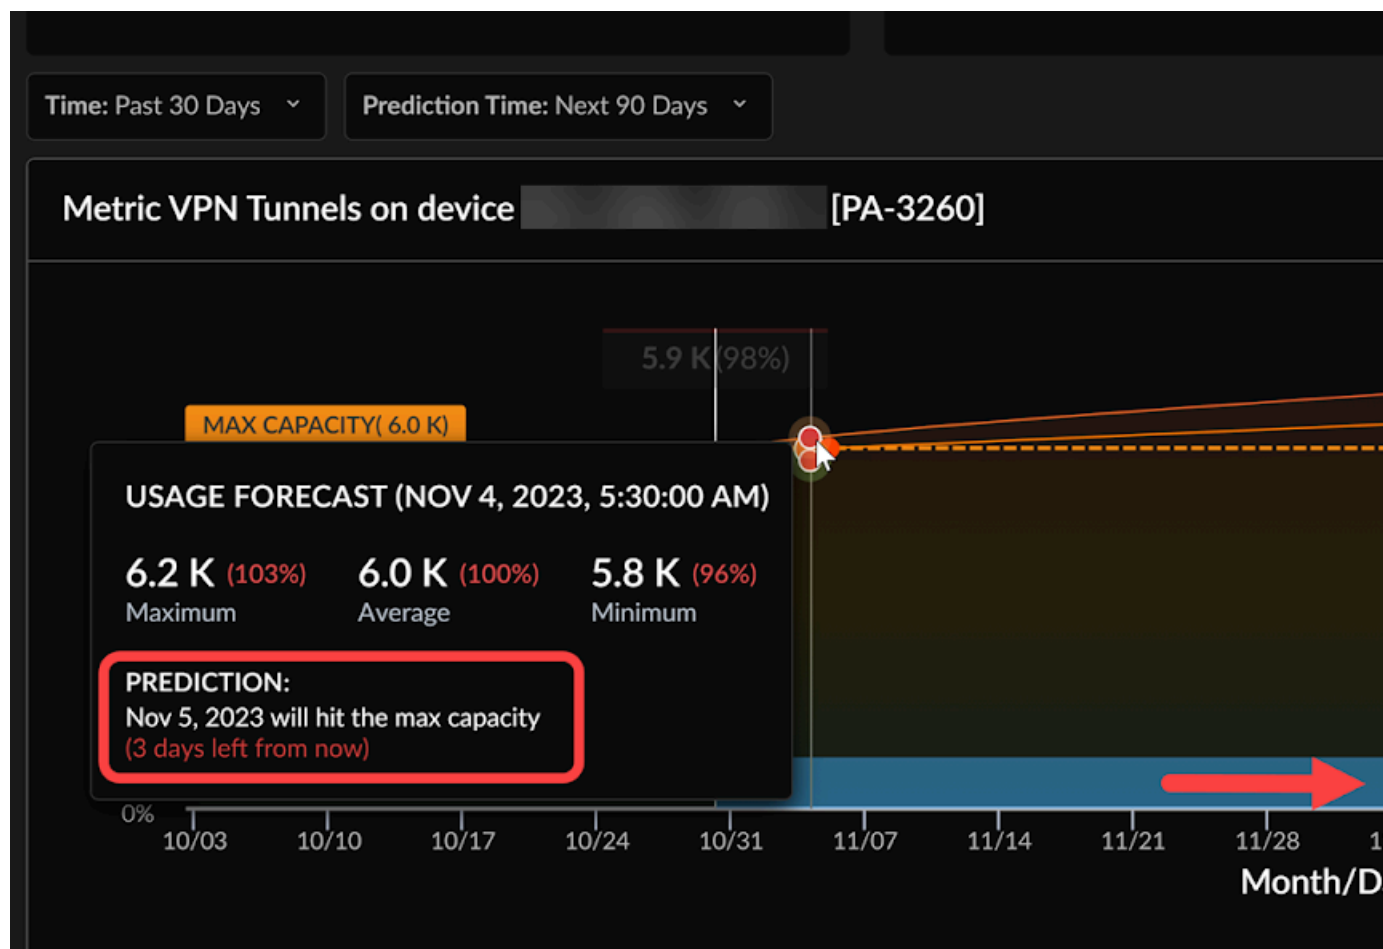 Time: Past 30 Days
Prediction Time: Next 90 Days
Metric VPN Tunnels on device [PA-3260]
5.9 K (98%)
MAX CAPACITY( 6.0 K)
USAGE FORECAST (NOV 4, 2023, 5:30:00 AM)
6.2 K (103%) 6.0 K (100%) 5.8 K (96%)
Maximum Average Minimum
PREDICTION:
Nov 5, 2023 will hit the max capacity
(3 days left from now)
0%
10/03 10/10 10/17 10/24 10/31 11/07 11/14 11/21 11/28
Month/D